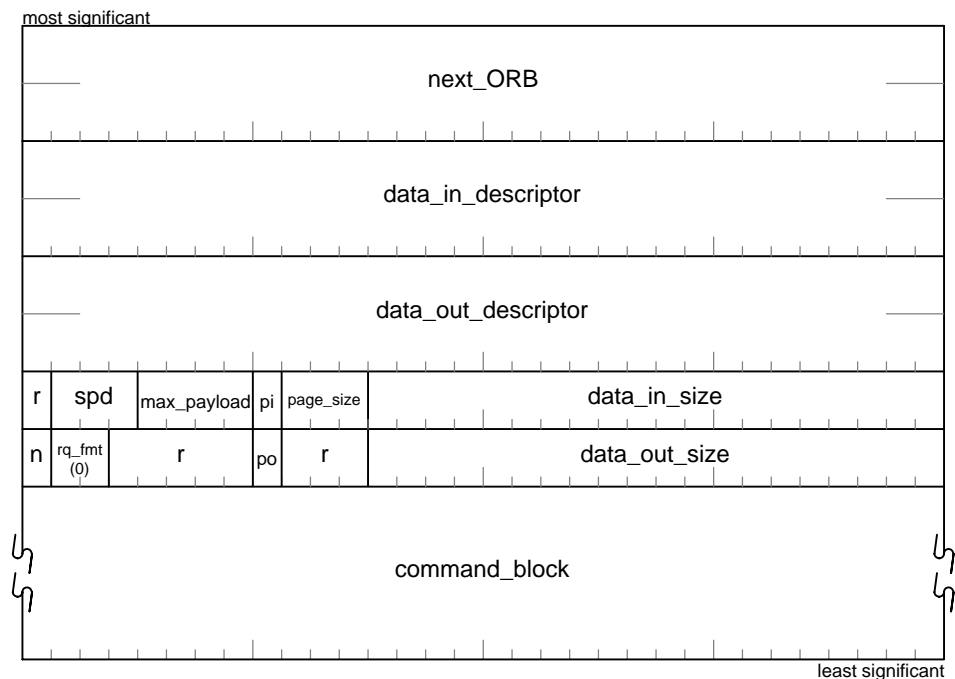 most significant
next_ORB
data_in_descriptor
data_out_descriptor
r spd max_payload pi page_size data_in_size
n rq_fmt (0) r po r data_out_size
command_block
least significant